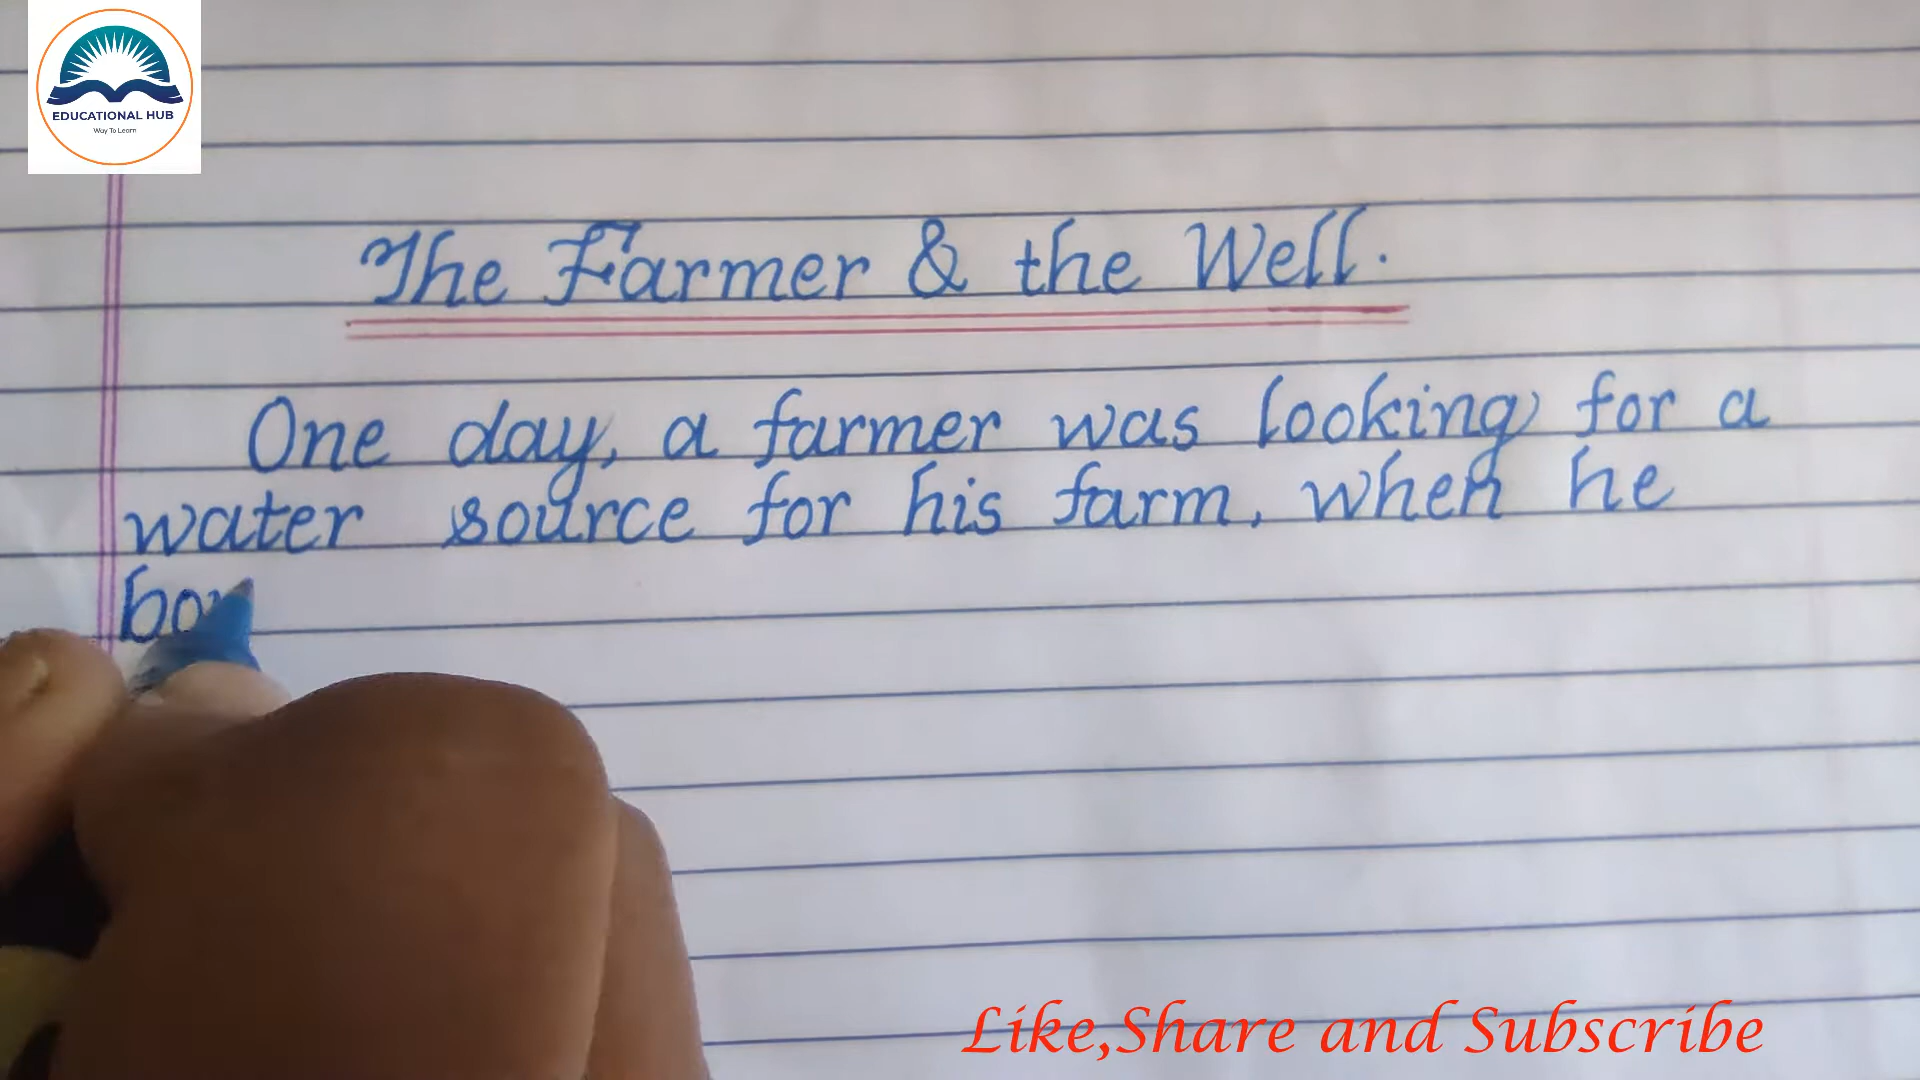 EDUCATIONAL HUB
Way To Learn
The Farmer & the Well.
One day, a farmer was looking for a
water source for his farm, when he
Like,Share and Subscribe